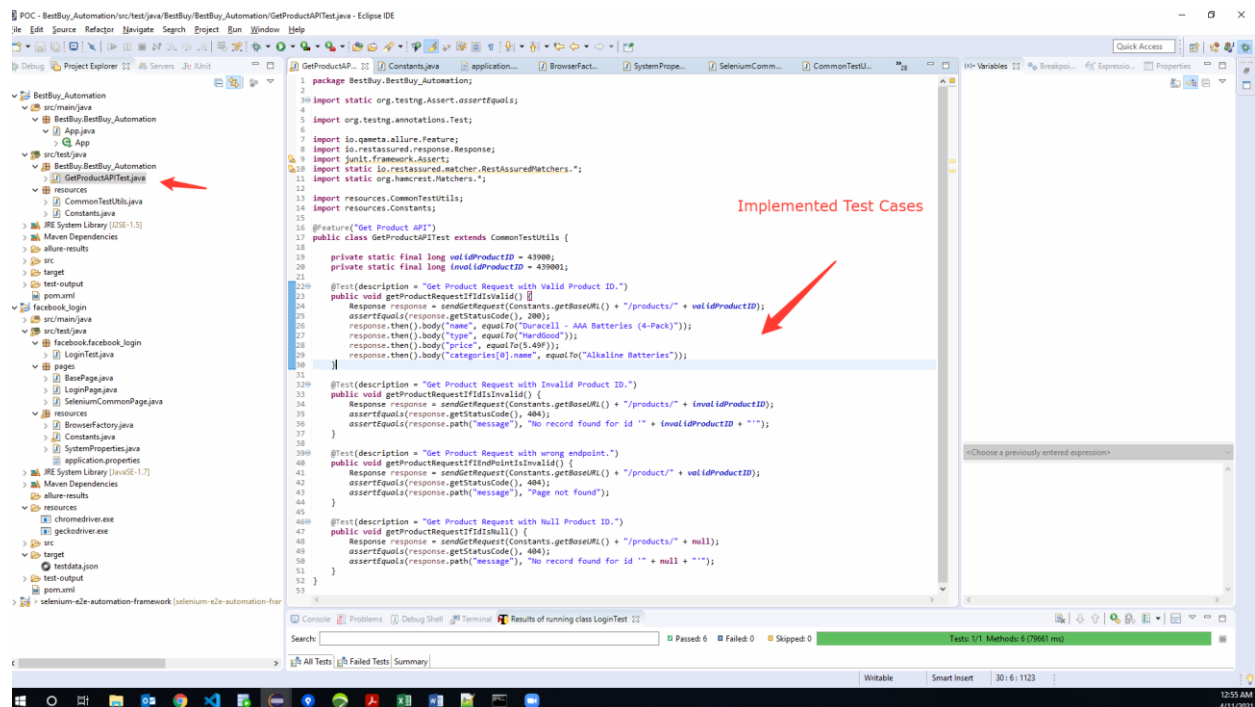 POC - BestBuy_Automation/src/test/java/BestBuy/BestBuy_Automation/GetProductAPITest.java - Eclipse IDE
File Edit Source Refactor Navigate Search Project Run Window Help
Quick Access
Debug Project Explorer Servers JUnit
BestBuy_Automation
src/main/java
BestBuy.BestBuy_Automation
App.java
App
src/test/java
BestBuy.BestBuy_Automation
GetProductAPITest.java
resources
CommonTestUtils.java
Constants.java
JRE System Library [J2SE-1.5]
Maven Dependencies
allure-results
src
target
test-output
pom.xml
facebook_login
src/main/java
src/test/java
facebook.facebook_login
LoginTest.java
pages
BasePage.java
LoginPage.java
SeleniumCommonPage.java
resources
BrowserFactory.java
Constants.java
SystemProperties.java
application.properties
JRE System Library [JavaSE-1.7]
Maven Dependencies
allure-results
resources
chromedriver.exe
geckodriver.exe
src
target
testdata.json
test-output
pom.xml
> selenium-e2e-automation-framework [selenium-e2e-automation-frar
GetProductAP... Constants.java application.... BrowserFact... SystemPrope... SeleniumComm... CommonTestU... »28
1 package BestBuy.BestBuy_Automation;
2
3 import static org.testng.Assert.assertEquals;
4
5 import org.testng.annotations.Test;
6
7 import io.qameta.allure.Feature;
8 import io.restassured.response.Response;
9 import junit.framework.Assert;
10 import static io.restassured.matcher.RestAssuredMatchers.*;
11 import static org.hamcrest.Matchers.*;
12
13 import resources.CommonTestUtils;
14 import resources.Constants;
15
16 @Feature("Get Product API")
17 public class GetProductAPITest extends CommonTestUtils {
18
19 private static final long validProductID = 43900;
20 private static final long invalidProductID = 439001;
21
22 @Test(description = "Get Product Request with Valid Product ID.")
23 public void getProductRequestIfIdIsValid() {
24 Response response = sendGetRequest(Constants.getBaseURL() + "/products/" + validProductID);
25 assertEquals(response.getStatusCode(), 200);
26 response.then().body("name", equalTo("Duracell - AAA Batteries (4-Pack)"));
27 response.then().body("type", equalTo("HardGood"));
28 response.then().body("price", equalTo(5.49F));
29 response.then().body("categories[0].name", equalTo("Alkaline Batteries"));
30 }
31
32 @Test(description = "Get Product Request with Invalid Product ID.")
33 public void getProductRequestIfIdIsInvalid() {
34 Response response = sendGetRequest(Constants.getBaseURL() + "/products/" + invalidProductID);
35 assertEquals(response.getStatusCode(), 404);
36 assertEquals(response.path("message"), "No record found for id '" + invalidProductID + "'");
37 }
38
39 @Test(description = "Get Product Request with wrong endpoint.")
40 public void getProductRequestIfIEndPointIsInvalid() {
41 Response response = sendGetRequest(Constants.getBaseURL() + "/product/" + validProductID);
42 assertEquals(response.getStatusCode(), 404);
43 assertEquals(response.path("message"), "Page not found");
44 }
45
46 @Test(description = "Get Product Request with Null Product ID.")
47 public void getProductRequestIfIdIsNull() {
48 Response response = sendGetRequest(Constants.getBaseURL() + "/products/" + null);
49 assertEquals(response.getStatusCode(), 404);
50 assertEquals(response.path("message"), "No record found for id '" + null + "'");
51 }
52 }
53
Implemented Test Cases
Variables Breakpoi... Expressio... Properties
<Choose a previously entered expression>
Console Problems Debug Shell Terminal Results of running class LoginTest
Search: Passed: 6 Failed: 0 Skipped: 0 Tests: 1/1 Methods: 6 (79661 ms)
All Tests Failed Tests Summary
Writable Smart Insert 30 : 6 : 1123
12:55 AM
4/11/2021